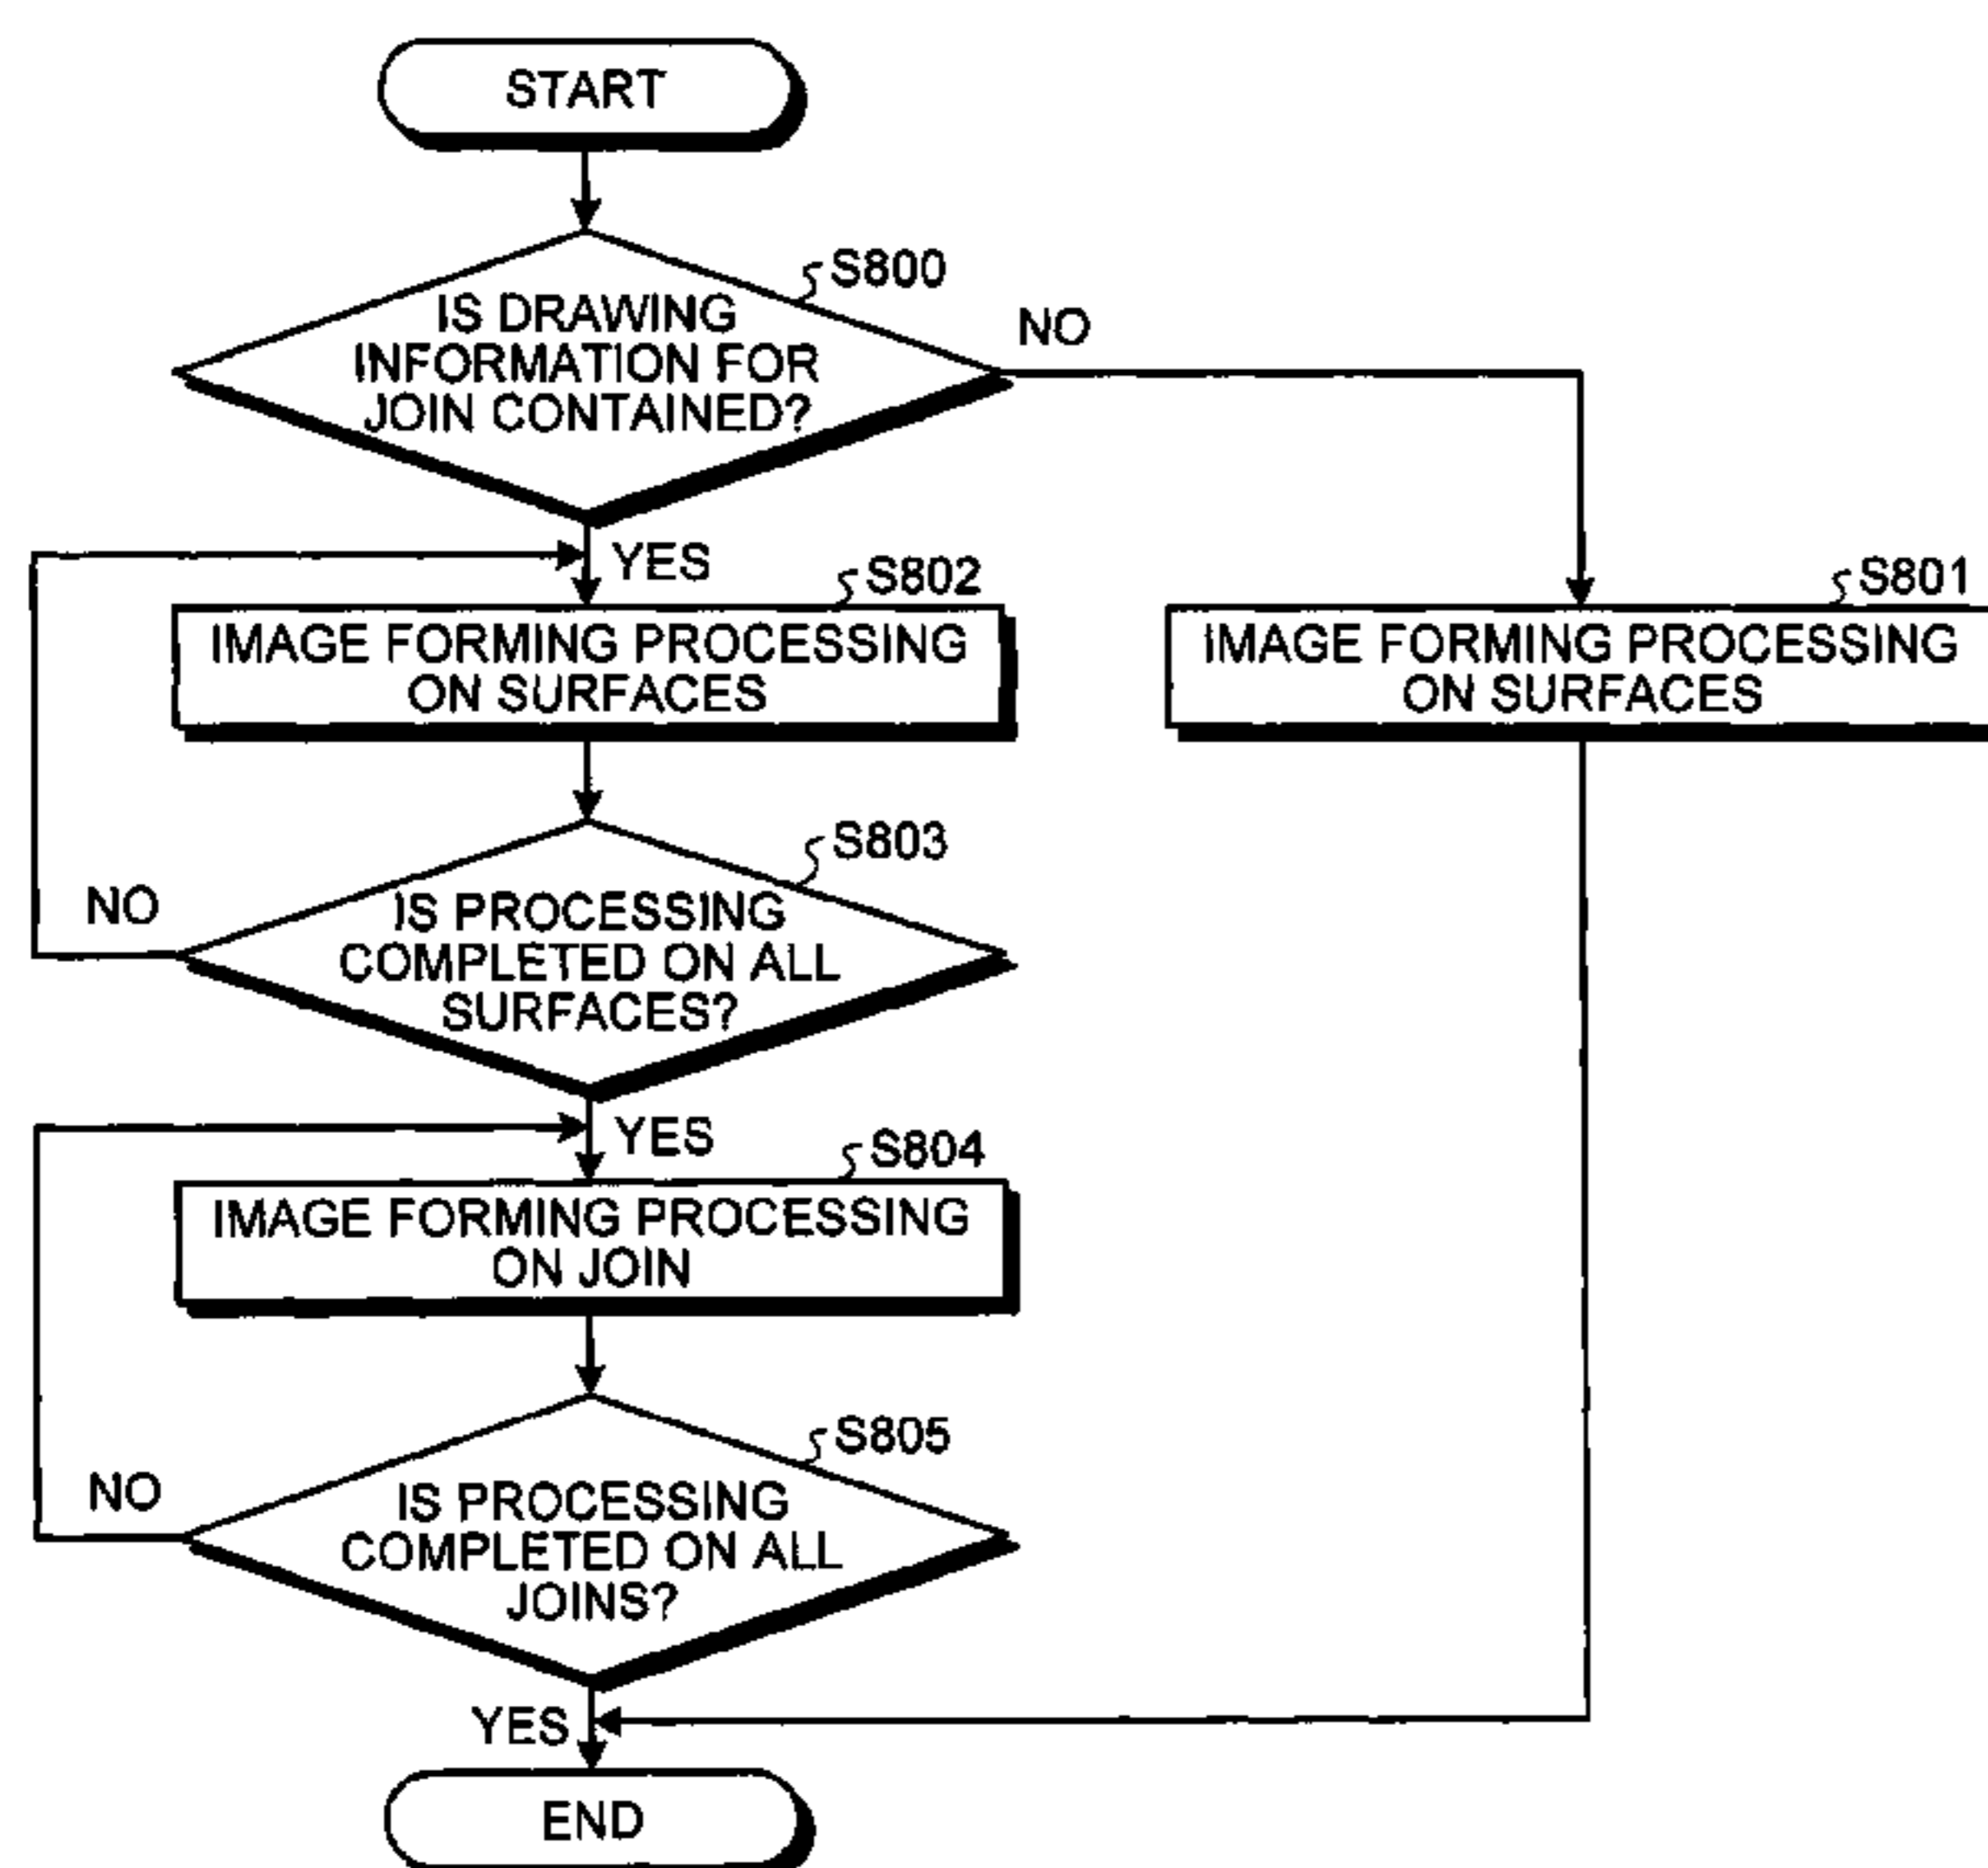 START
S800
IS DRAWING
INFORMATION FOR
JOIN CONTAINED?
NO
YES
S802
IMAGE FORMING PROCESSING
ON SURFACES
S801
IMAGE FORMING PROCESSING
ON SURFACES
S803
NO
IS PROCESSING
COMPLETED ON ALL
SURFACES?
YES
S804
IMAGE FORMING PROCESSING
ON JOIN
S805
NO
IS PROCESSING
COMPLETED ON ALL
JOINS?
YES
END